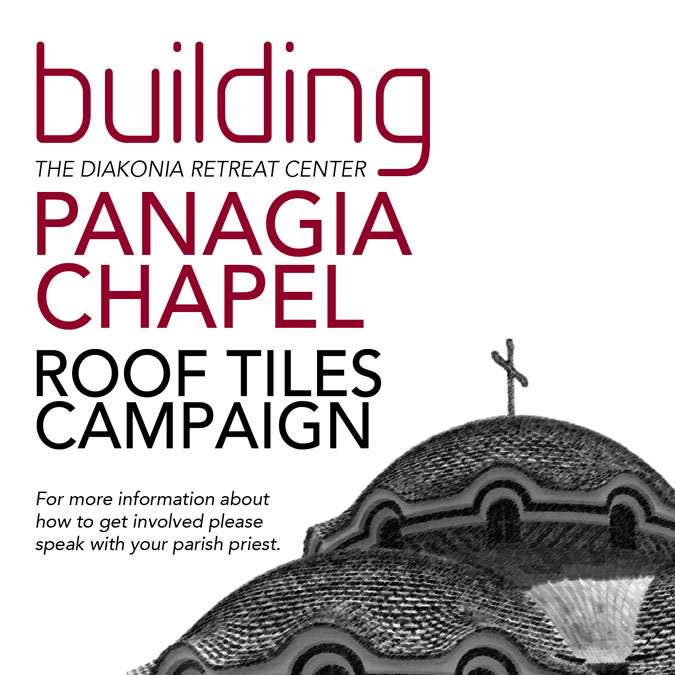 building
THE DIAKONIA RETREAT CENTER
PANAGIA
CHAPEL
ROOF TILES
CAMPAIGN
For more information about
how to get involved please
speak with your parish priest.